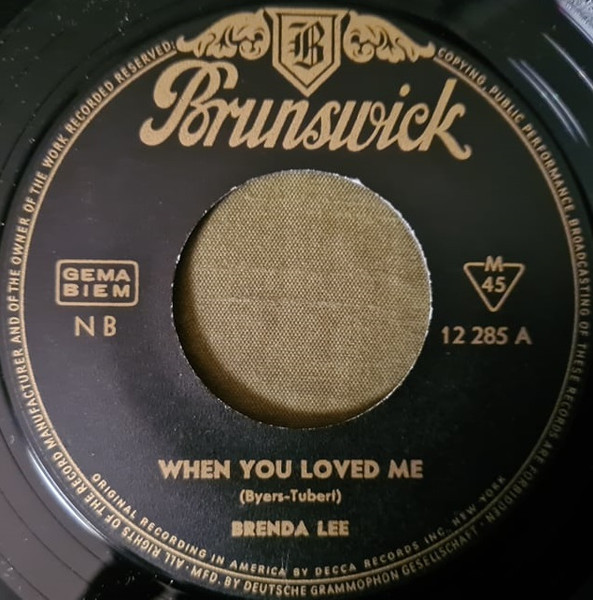 B
Brunswick
GEMA
BIEM
N B
M
45
12 285 A
WHEN YOU LOVED ME
(Byers-Tubert)
BRENDA LEE
ORIGINAL RECORDING IN AMERICA BY DECCA RECORDS INC. NEW YORK
ALL RIGHTS OF THE RECORD MANUFACTURER AND OF THE OWNER OF THE WORK RECORDED RESERVED.
COPYING, PUBLIC PERFORMANCE, BROADCASTING OF THESE RECORDS ARE FORBIDDEN
· MFD. BY DEUTSCHE GRAMMOPHON GESELLSCHAFT ·